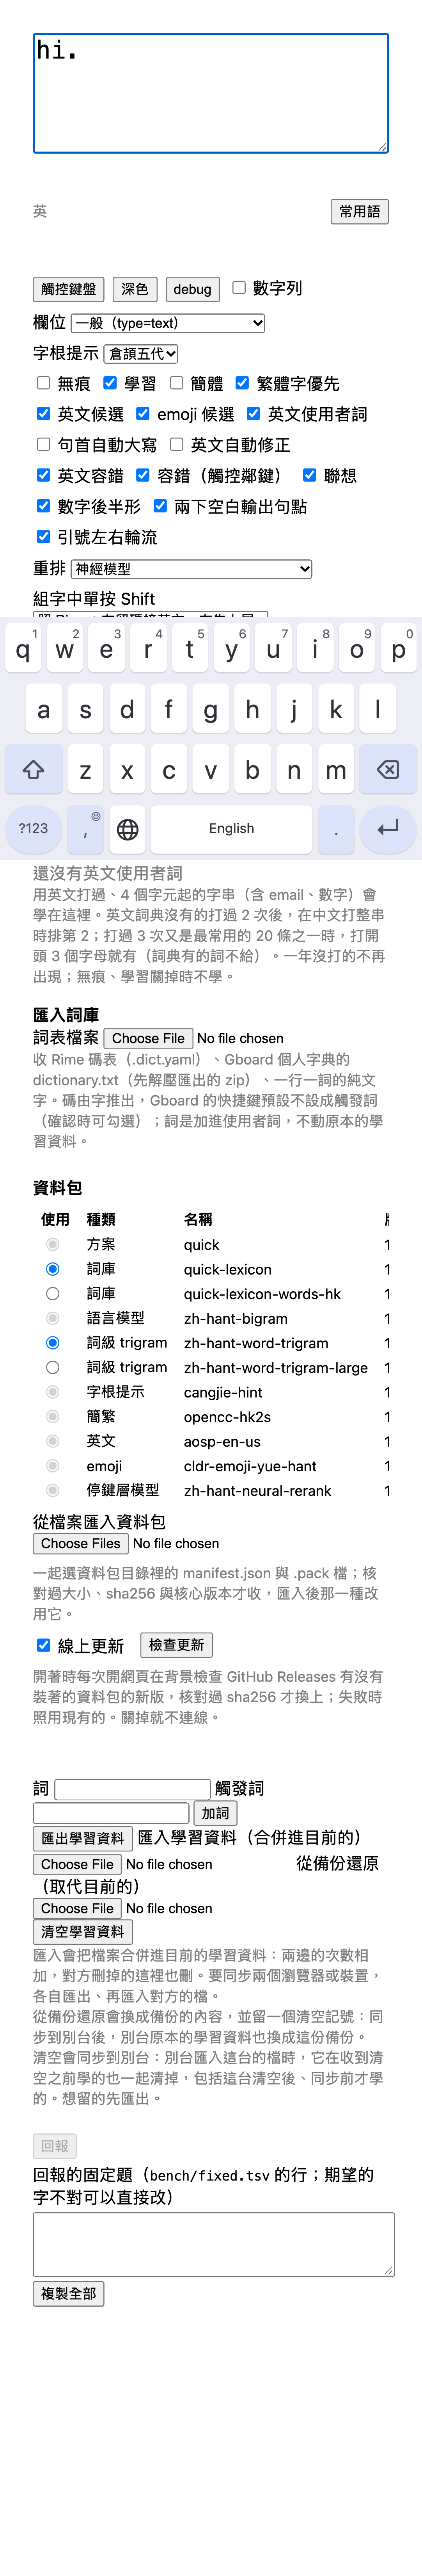 hi.
英 常用語
觸控鍵盤 深色 debug 數字列
欄位 一般（type=text）
字根提示 倉頡五代
無痕 學習 簡體 繁體字優先
英文候選 emoji 候選 英文使用者詞
句首自動大寫 英文自動修正
英文容錯 容錯（觸控鄰鍵） 聯想
數字後半形 兩下空白輸出句點
引號左右輪流
重排 神經模型
組字中單按 Shift
q1 w2 e3 r4 t5 y6 u7 i8 o9 p0
a s d f g h j k l
z x c v b n m
?123 , English .
還沒有英文使用者詞
用英文打過、4 個字元起的字串（含 email、數字）會
學在這裡。英文詞典沒有的打過 2 次後，在中文打整串
時排第 2；打過 3 次又是最常用的 20 條之一時，打開
頭 3 個字母就有（詞典有的詞不給）。一年沒打的不再
出現；無痕、學習關掉時不學。
匯入詞庫
詞表檔案 Choose File No file chosen
收 Rime 碼表（.dict.yaml）、Gboard 個人字典的
dictionary.txt（先解壓匯出的 zip）、一行一詞的純文
字。碼由字推出，Gboard 的快捷鍵預設不設成觸發詞
（確認時可勾選）；詞是加進使用者詞，不動原本的學
習資料。
資料包
使用 種類 名稱
方案 quick 1
詞庫 quick-lexicon 1
詞庫 quick-lexicon-words-hk 1
語言模型 zh-hant-bigram 1
詞級 trigram zh-hant-word-trigram 1
詞級 trigram zh-hant-word-trigram-large 1
字根提示 cangjie-hint 1
簡繁 opencc-hk2s 1
英文 aosp-en-us 1
emoji cldr-emoji-yue-hant 1
停鍵層模型 zh-hant-neural-rerank 1
從檔案匯入資料包
Choose Files No file chosen
一起選資料包目錄裡的 manifest.json 與 .pack 檔；核
對過大小、sha256 與核心版本才收，匯入後那一種改
用它。
線上更新 檢查更新
開著時每次開網頁在背景檢查 GitHub Releases 有沒有
裝著的資料包的新版，核對過 sha256 才換上；失敗時
照用現有的。關掉就不連線。
詞 觸發詞
加詞
匯出學習資料 匯入學習資料（合併進目前的）
Choose File No file chosen 從備份還原
（取代目前的）
Choose File No file chosen
清空學習資料
匯入會把檔案合併進目前的學習資料：兩邊的次數相
加，對方刪掉的這裡也刪。要同步兩個瀏覽器或裝置，
各自匯出、再匯入對方的檔。
從備份還原會換成備份的內容，並留一個清空記號：同
步到別台後，別台原本的學習資料也換成這份備份。
清空會同步到別台：別台匯入這台的檔時，它在收到清
空之前學的也一起清掉，包括這台清空後、同步前才學
的。想留的先匯出。
回報
回報的固定題（bench/fixed.tsv 的行；期望的
字不對可以直接改）
複製全部